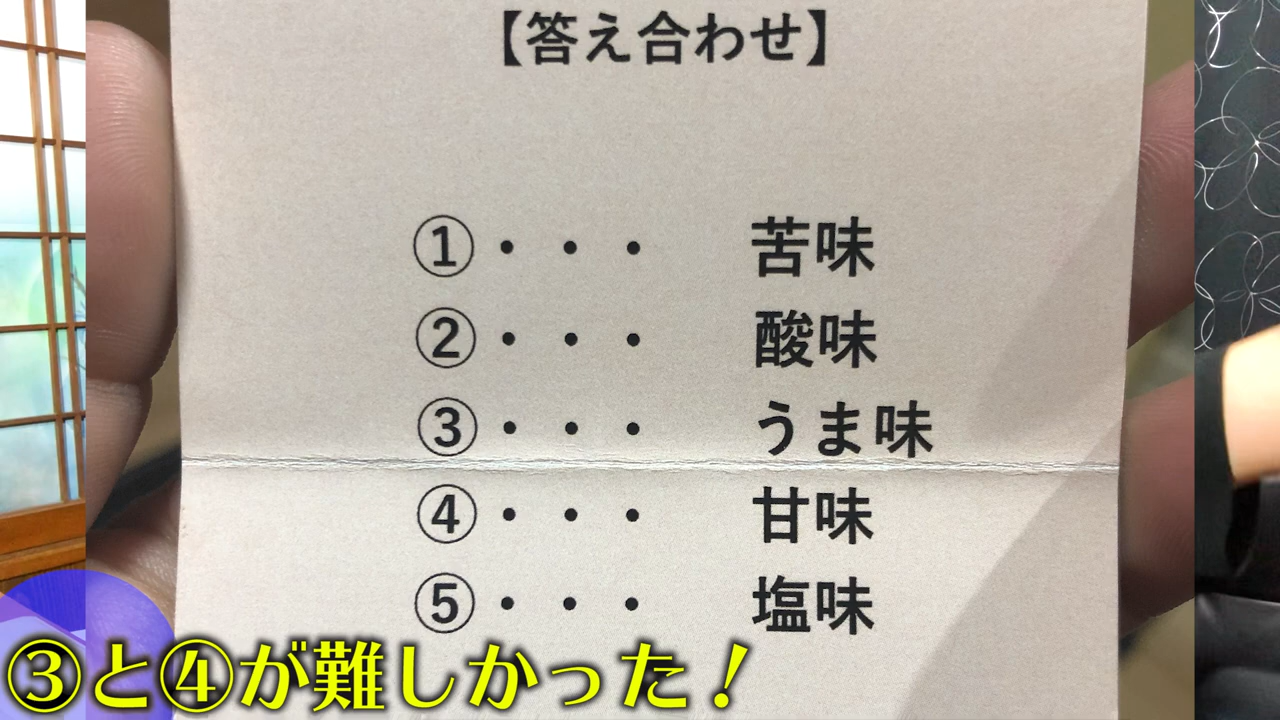 【答え合わせ】
①・・・ 苦味
②・・・ 酸味
③・・・ うま味
④・・・ 甘味
⑤・・・ 塩味
③と④が難しかった！